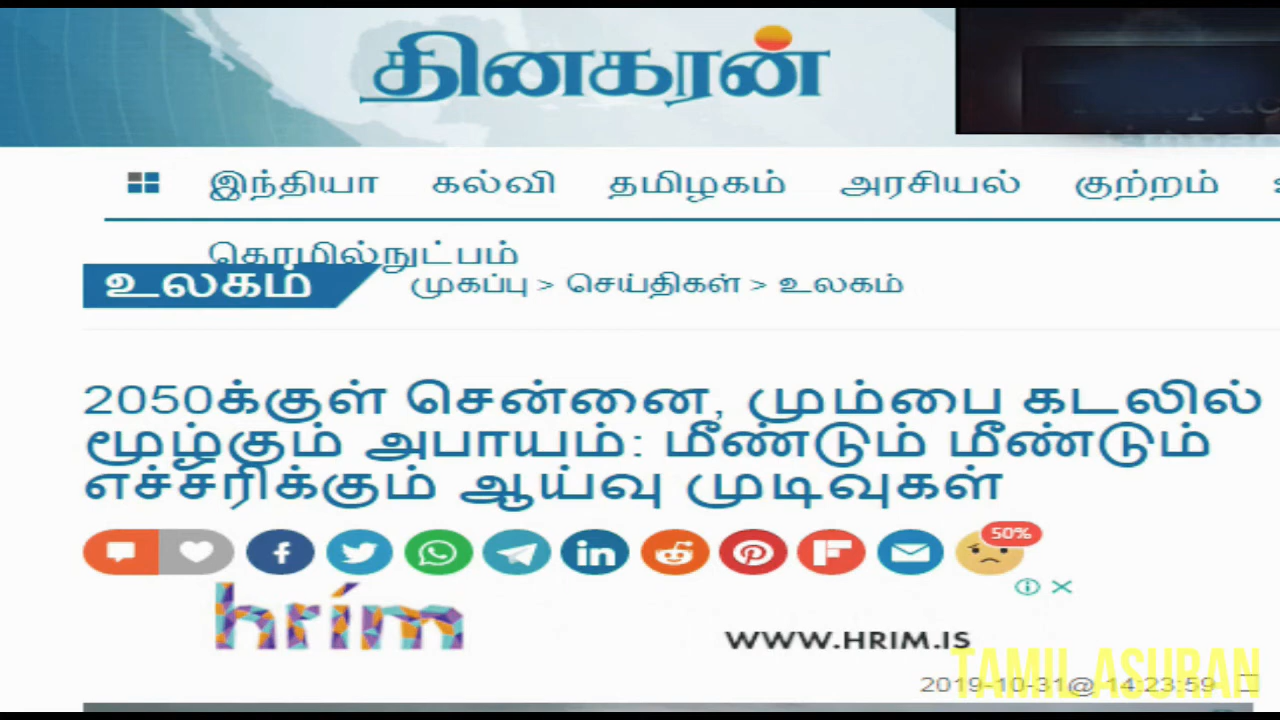 தினகரன்
இந்தியா கல்வி தமிழகம் அரசியல் குற்றம்
தொழில்நுட்பம்
உலகம்
முகப்பு > செய்திகள் > உலகம்
2050க்குள் சென்னை, மும்பை கடலில்
மூழ்கும் அபாயம்: மீண்டும் மீண்டும்
எச்சரிக்கும் ஆய்வு முடிவுகள்
50%
hrim
WWW.HRIM.IS
TAMIL ASURAN
2019-10-31@ 14:23:59